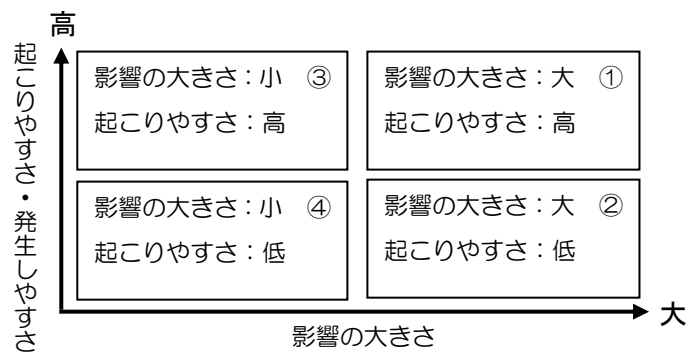 高
起こりやすさ・発生しやすさ
影響の大きさ：小 ③
起こりやすさ：高
影響の大きさ：大 ①
起こりやすさ：高
影響の大きさ：小 ④
起こりやすさ：低
影響の大きさ：大 ②
起こりやすさ：低
大
影響の大きさ